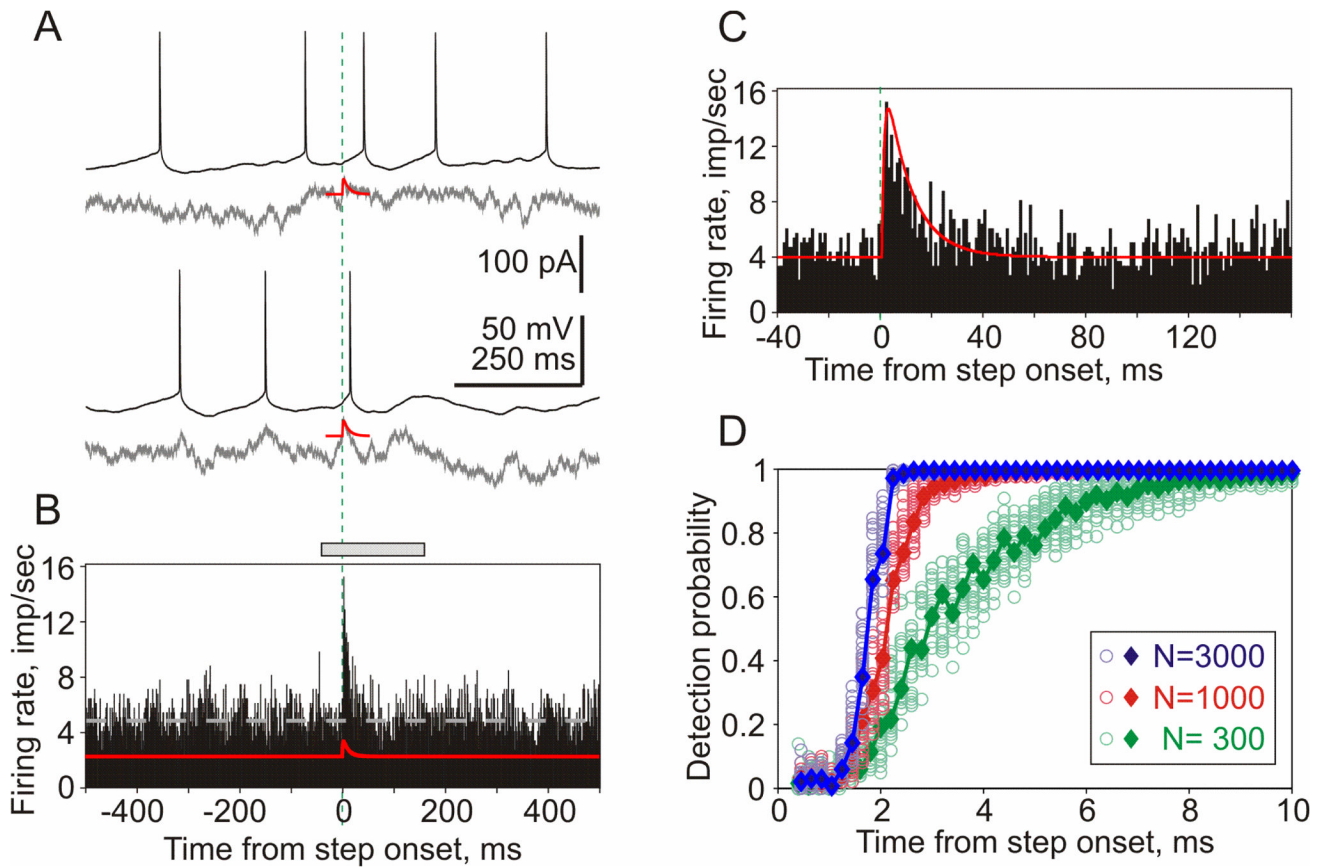 A
100 pA
50 mV
250 ms
B
Firing rate, imp/sec
16
12
8
4
0
-400 -200 0 200 400
Time from step onset, ms
C
Firing rate, imp/sec
16
12
8
4
0
-40 0 40 80 120
Time from step onset, ms
D
Detection probability
1
0.8
0.6
0.4
0.2
0
0 2 4 6 8 10
Time from step onset, ms
N=3000
N=1000
N= 300